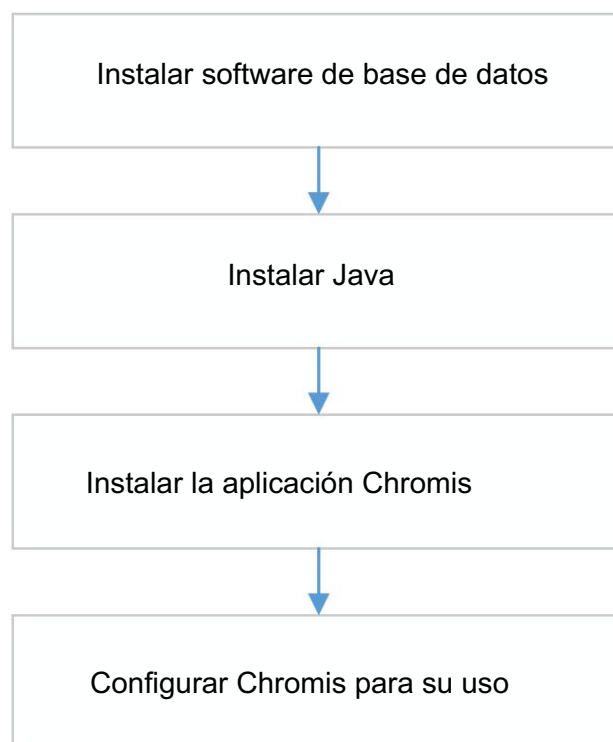 Instalar software de base de datos
Instalar Java
Instalar la aplicación Chromis
Configurar Chromis para su uso